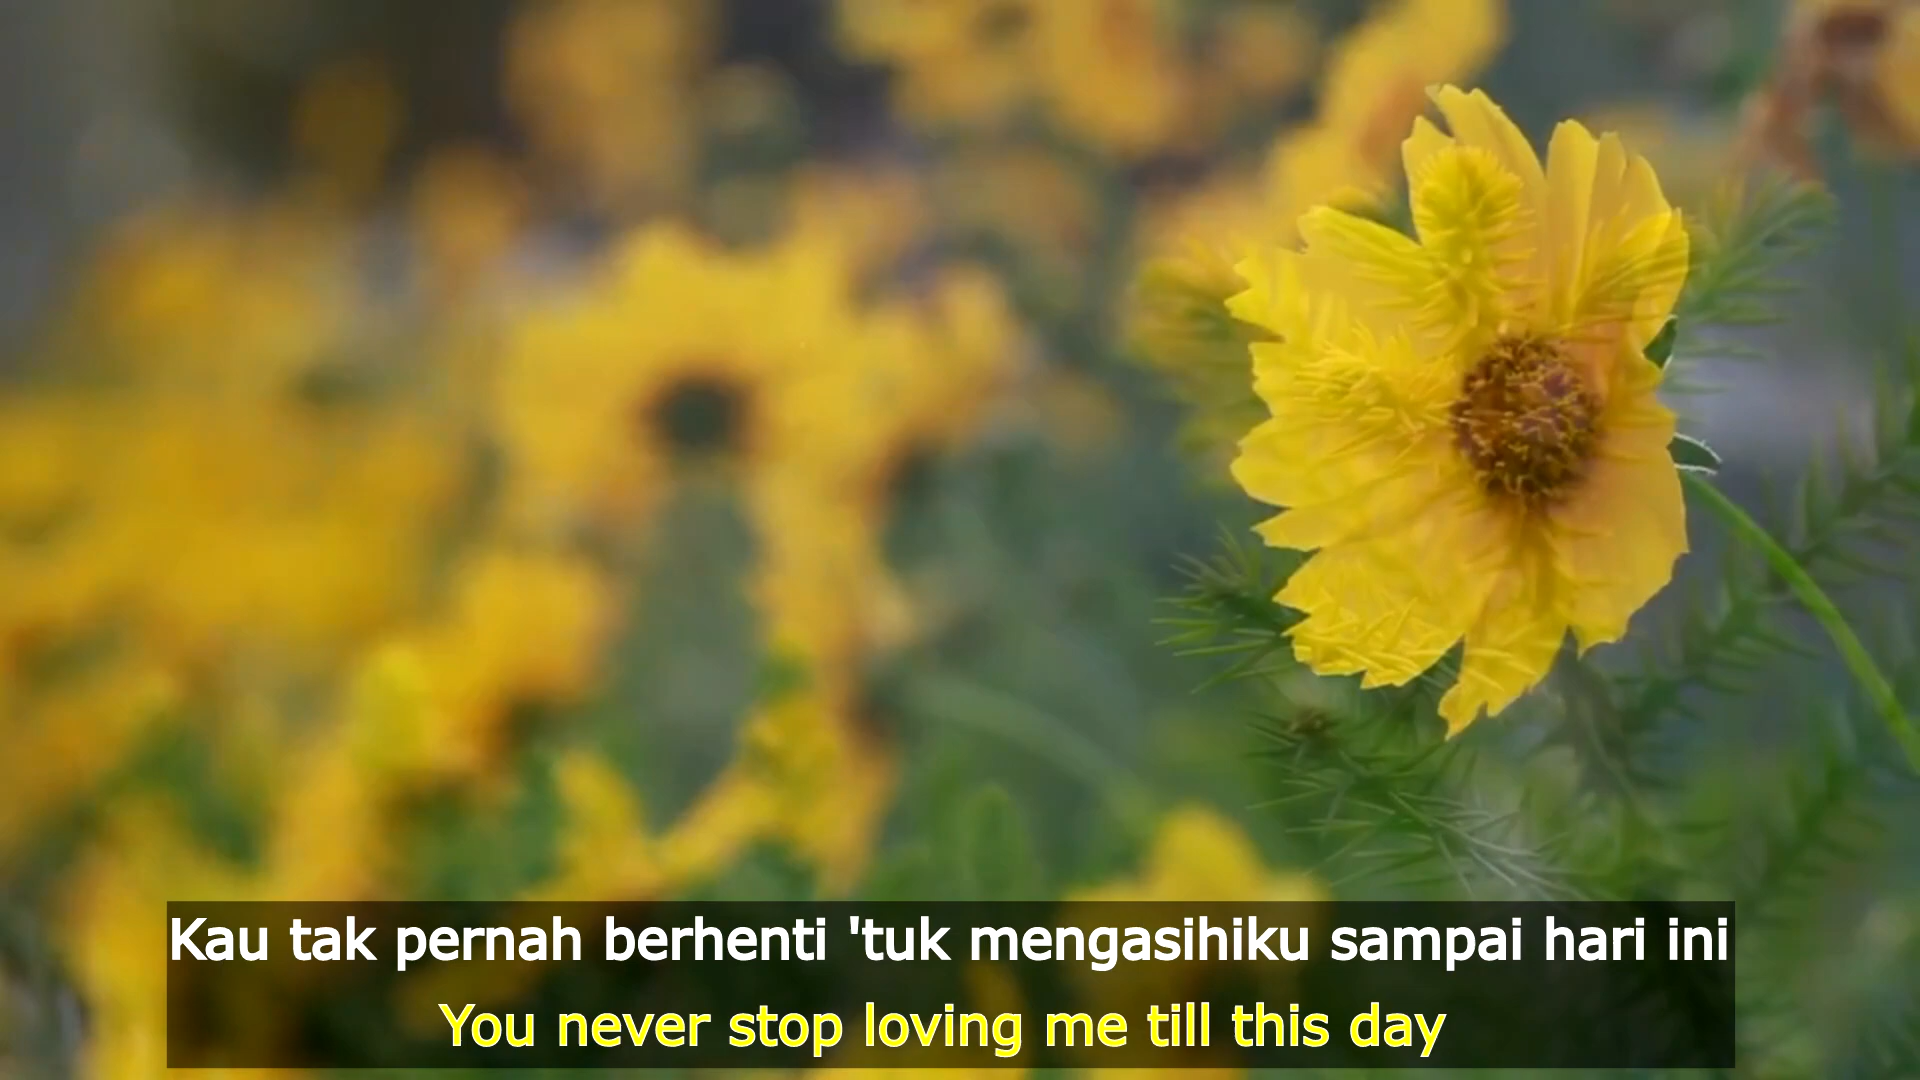 Kau tak pernah berhenti 'tuk mengasihiku sampai hari ini
You never stop loving me till this day